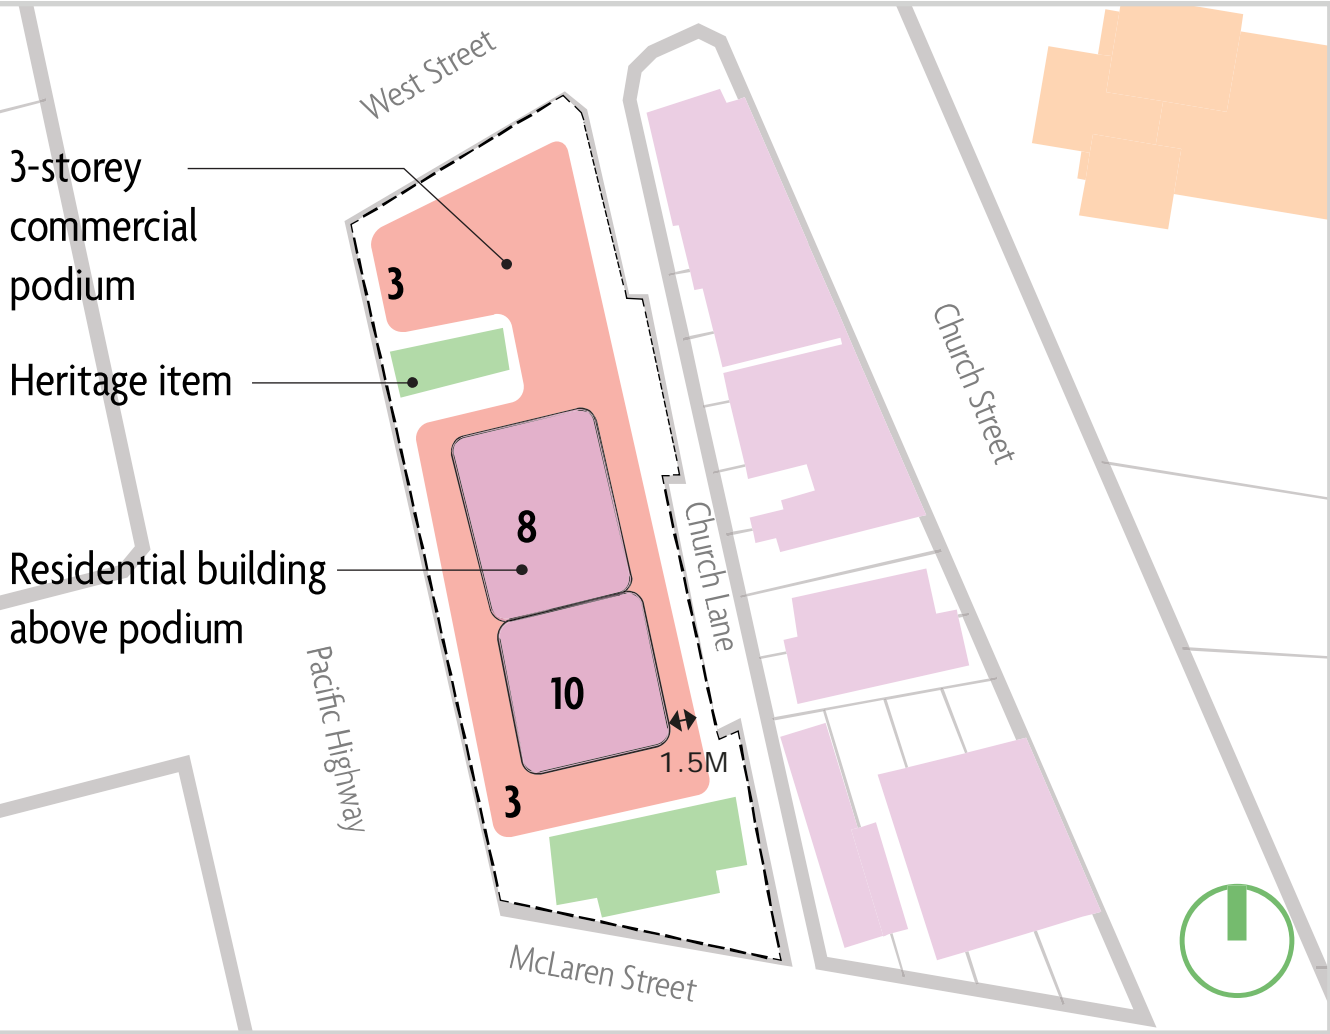 West Street
3-storey
commercial
podium
3
Heritage item
Church Street
8
Church Lane
Residential building
above podium
Pacific Highway
10
1.5M
3
McLaren Street